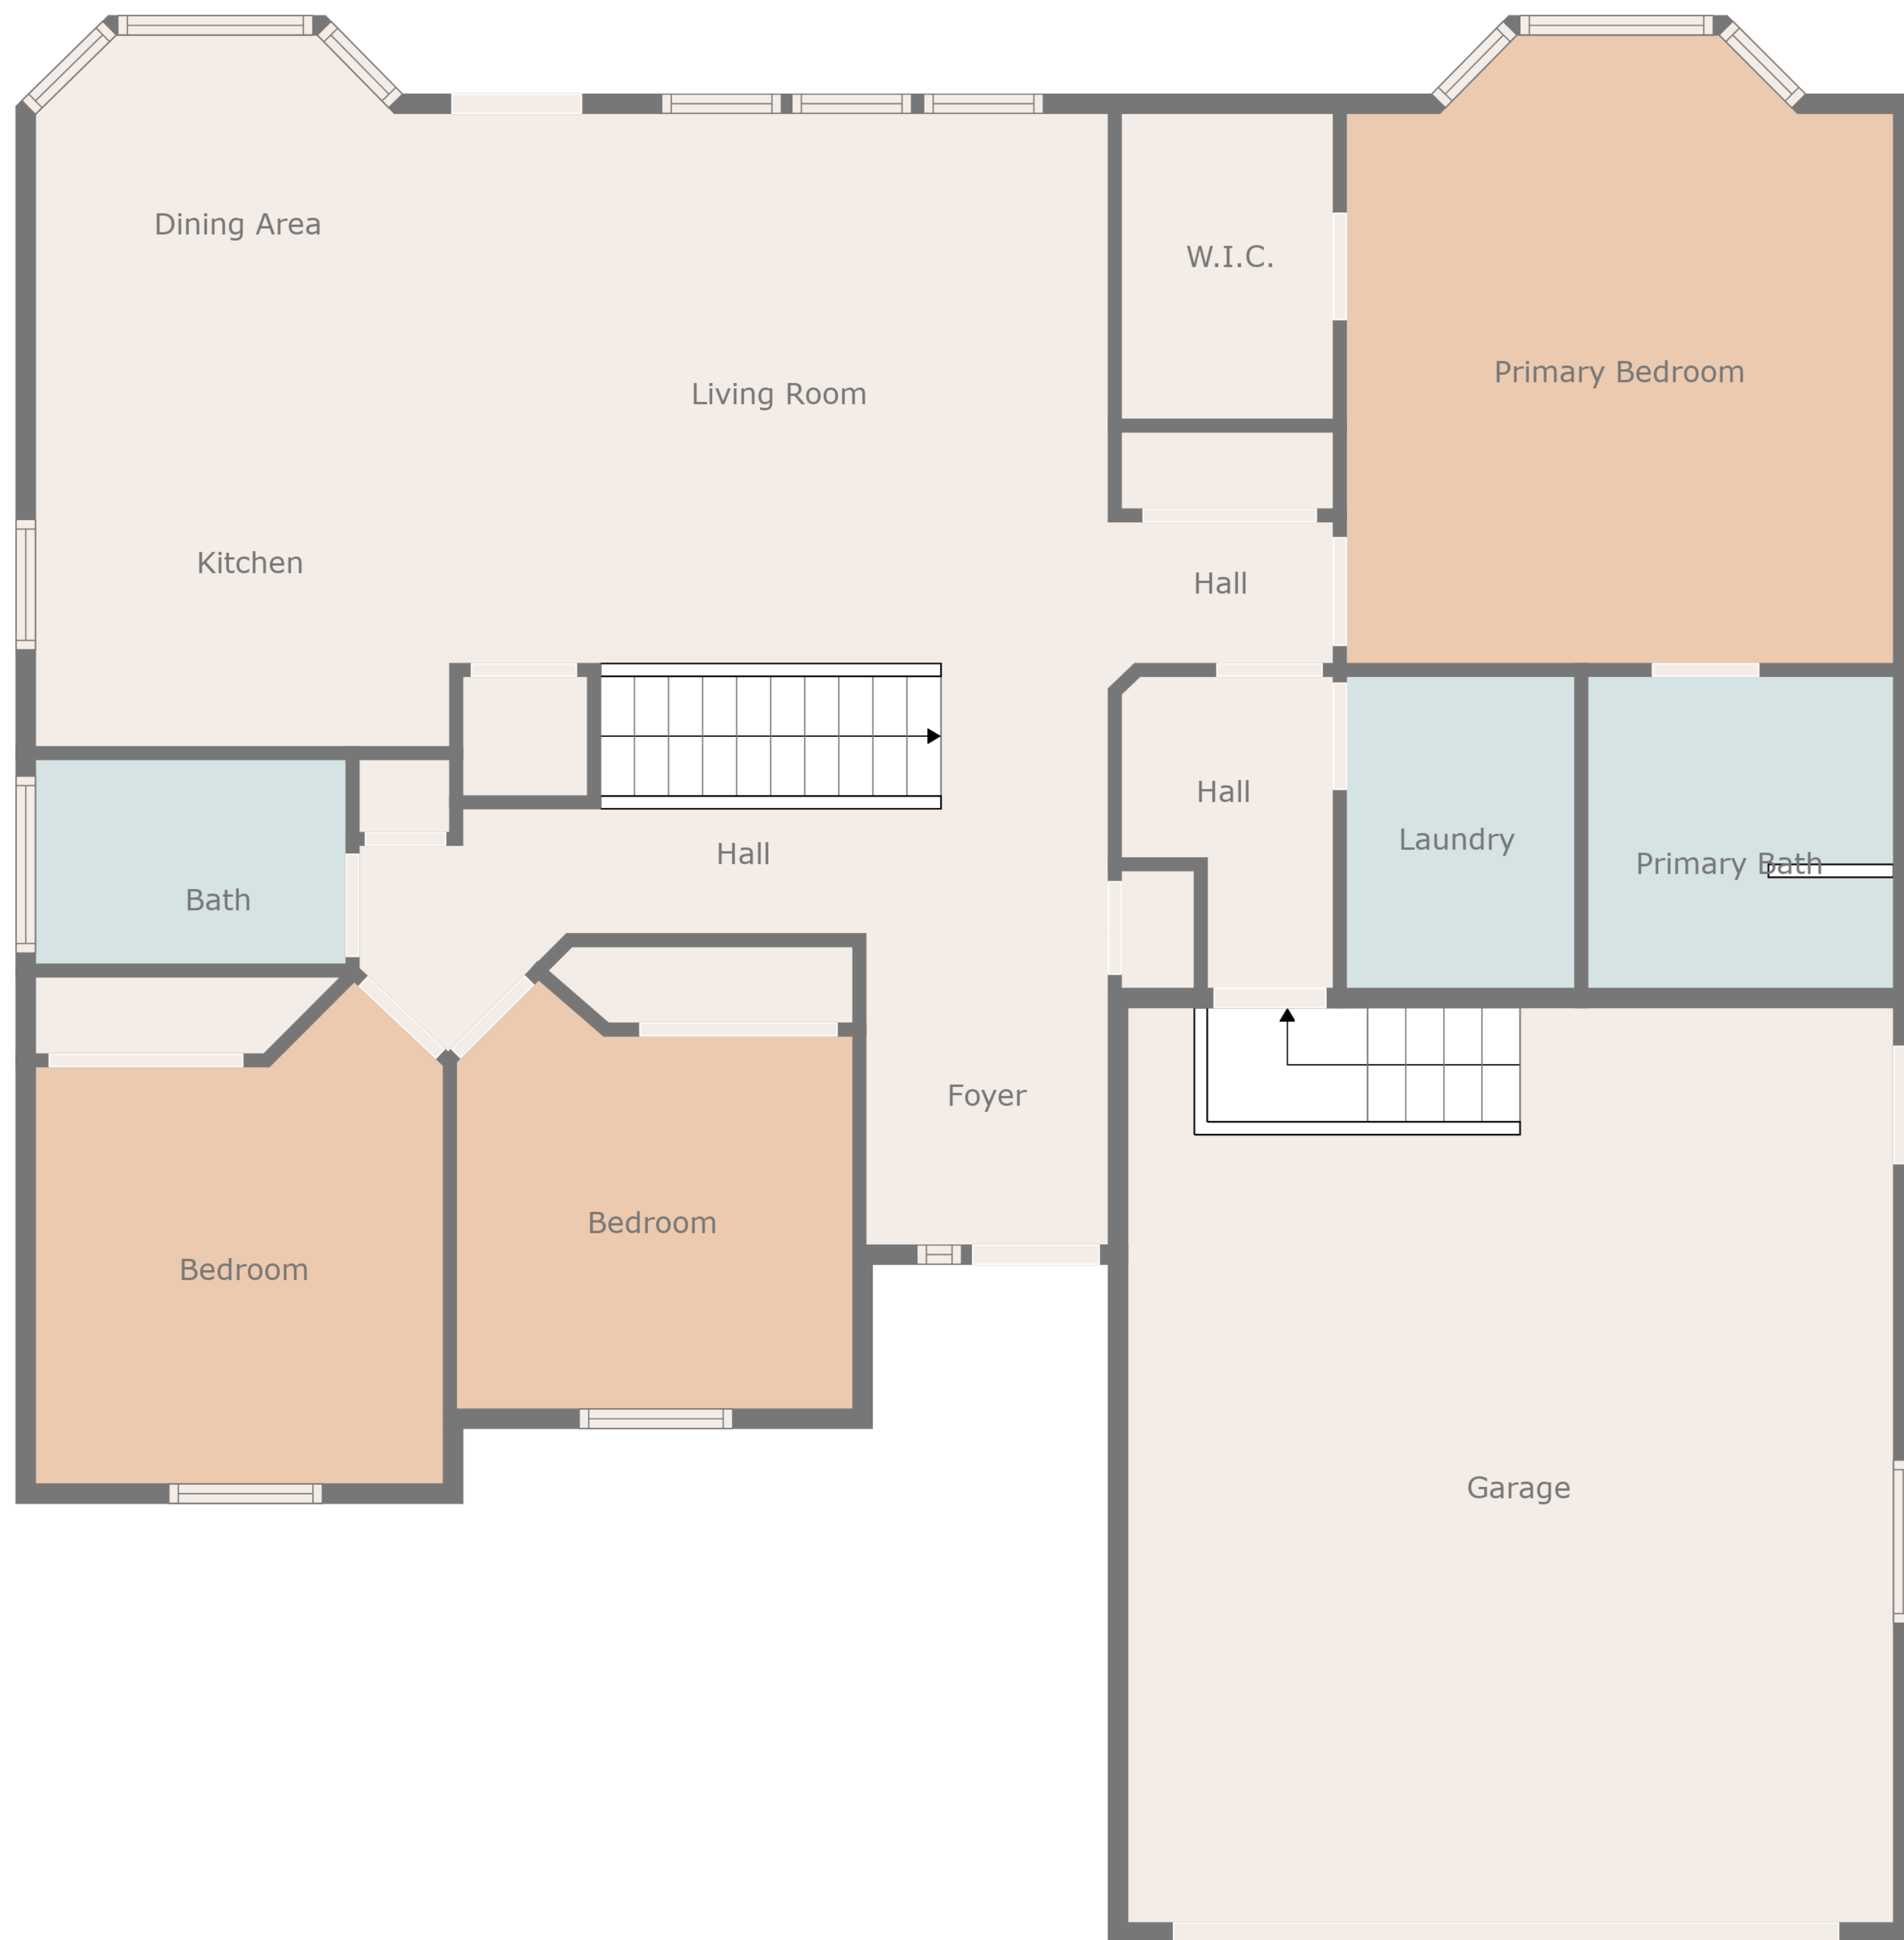 Dining Area
W.I.C.
Primary Bedroom
Living Room
Kitchen
Hall
Hall
Laundry
Primary Bath
Hall
Bath
Foyer
Bedroom
Bedroom
Garage